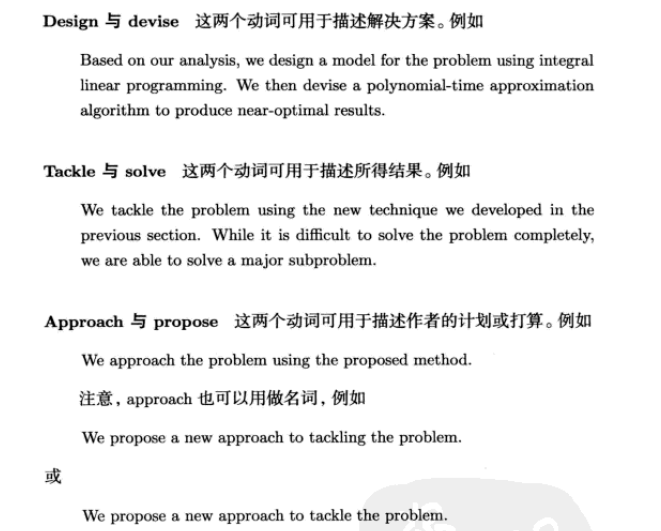 Design 与 devise 这两个动词可用于描述解决方案。例如
Based on our analysis, we design a model for the problem using integral
linear programming. We then devise a polynomial-time approximation
algorithm to produce near-optimal results.
Tackle 与 solve 这两个动词可用于描述所得结果。例如
We tackle the problem using the new technique we developed in the
previous section. While it is difficult to solve the problem completely,
we are able to solve a major subproblem.
Approach 与 propose 这两个动词可用于描述作者的计划或打算。例如
We approach the problem using the proposed method.
注意, approach 也可以用做名词, 例如
We propose a new approach to tackling the problem.
或
We propose a new approach to tackle the problem.